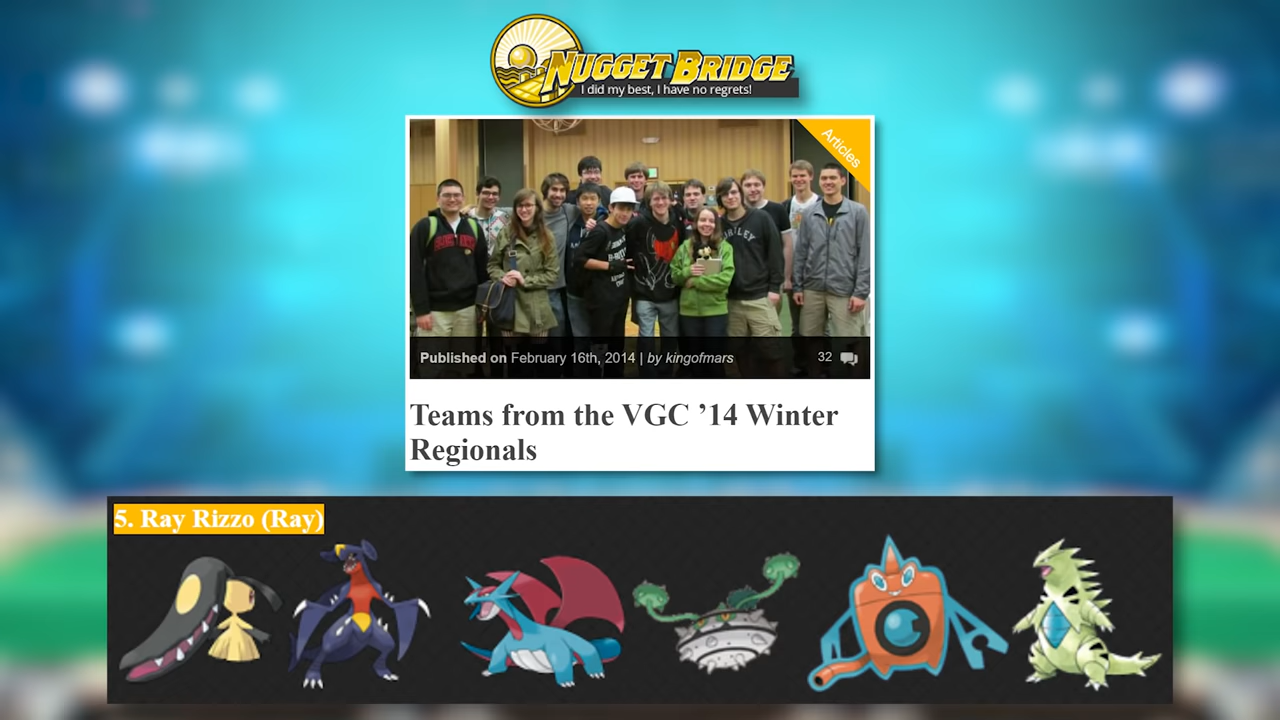 NUGGET BRIDGE
I did my best, I have no regrets!
Articles
Published on February 16th, 2014 | by kingofmars
32
Teams from the VGC ’14 Winter
Regionals
5. Ray Rizzo (Ray)